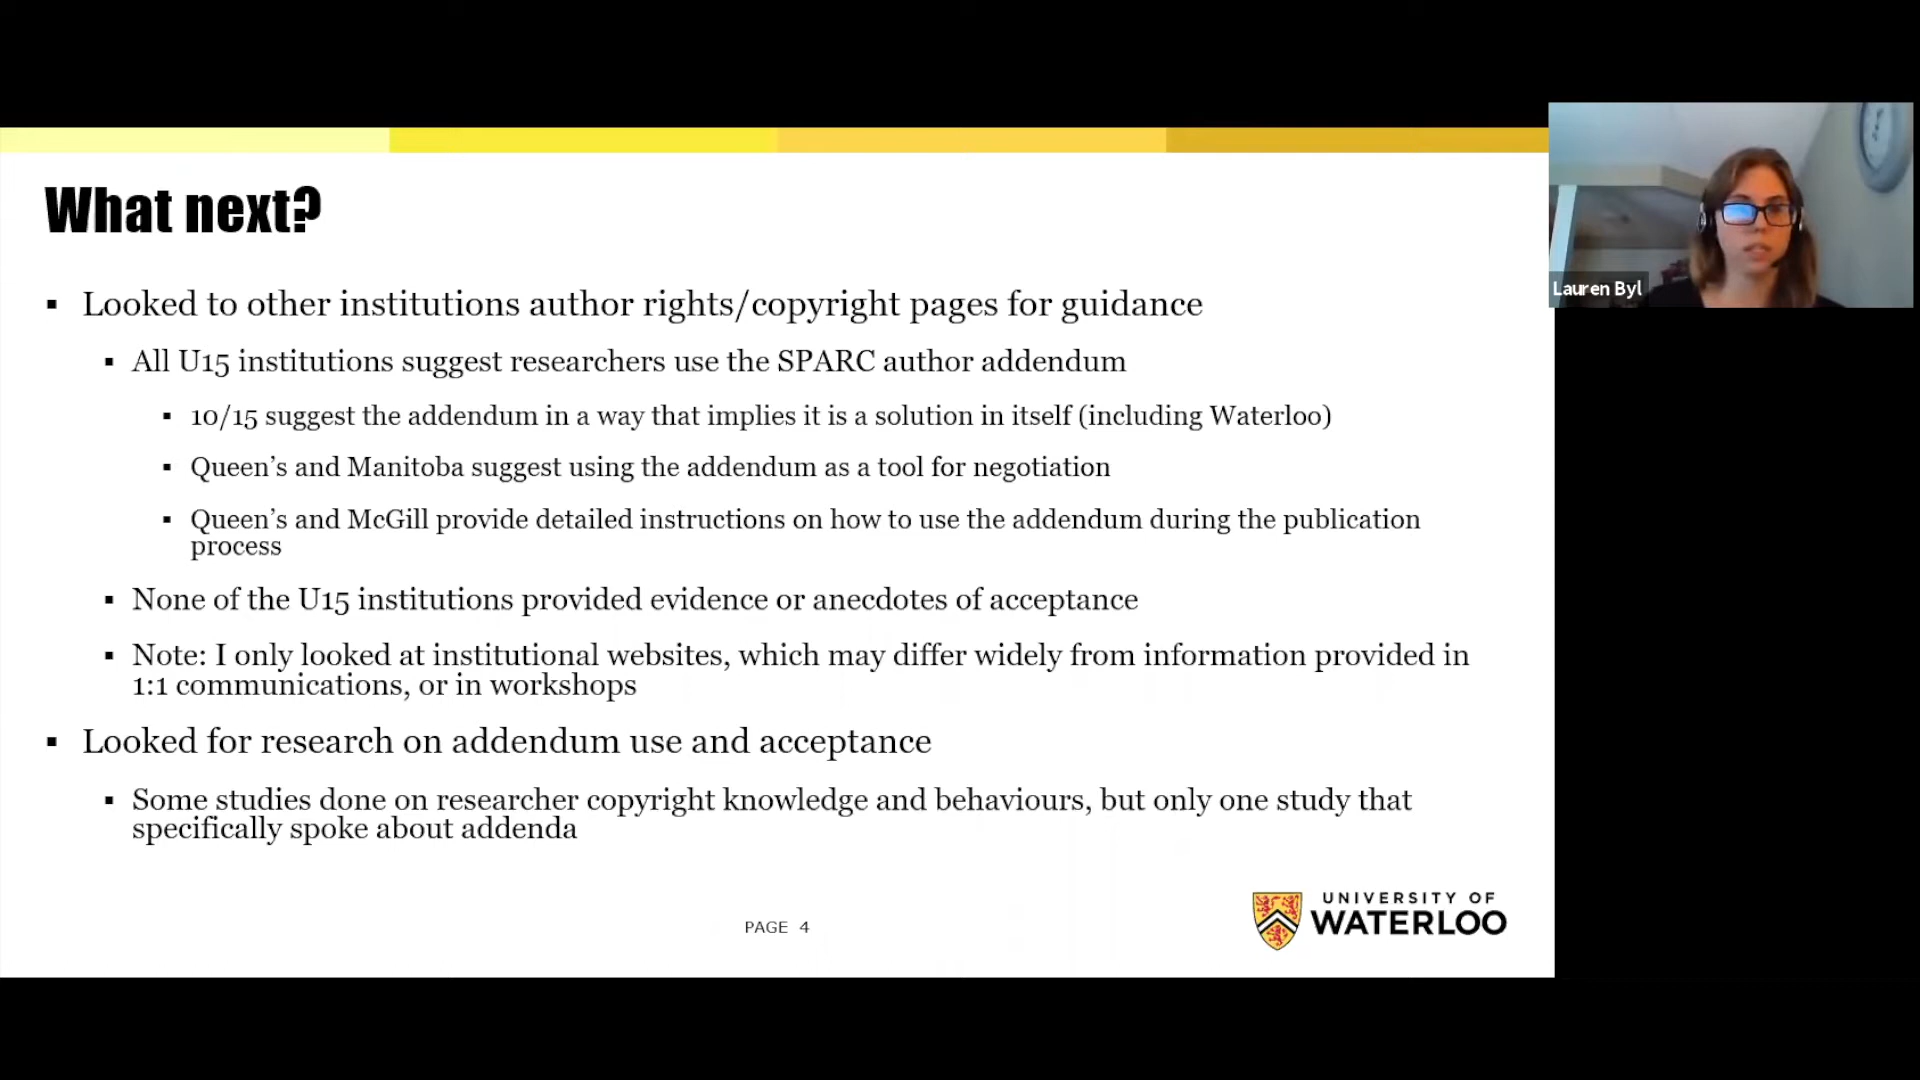 What next?
▪ Looked to other institutions author rights/copyright pages for guidance
▪ All U15 institutions suggest researchers use the SPARC author addendum
▪ 10/15 suggest the addendum in a way that implies it is a solution in itself (including Waterloo)
▪ Queen's and Manitoba suggest using the addendum as a tool for negotiation
▪ Queen's and McGill provide detailed instructions on how to use the addendum during the publication
process
▪ None of the U15 institutions provided evidence or anecdotes of acceptance
▪ Note: I only looked at institutional websites, which may differ widely from information provided in
1:1 communications, or in workshops
▪ Looked for research on addendum use and acceptance
▪ Some studies done on researcher copyright knowledge and behaviours, but only one study that
specifically spoke about addenda
PAGE 4
UNIVERSITY OF
WATERLOO
Lauren Byl